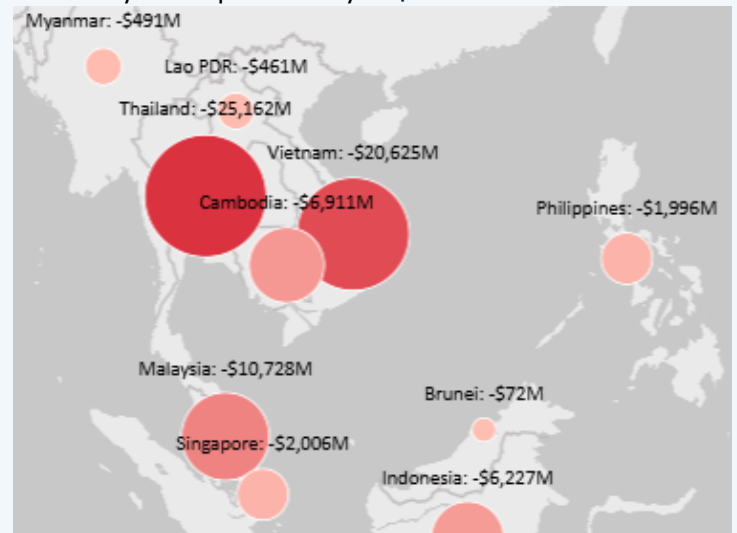 Myanmar: -$491M
Lao PDR: -$461M
Thailand: -$25,162M
Vietnam: -$20,625M
Cambodia: -$6,911M
Philippines: -$1,996M
Malaysia: -$10,728M
Brunei: -$72M
Singapore: -$2,006M
Indonesia: -$6,227M